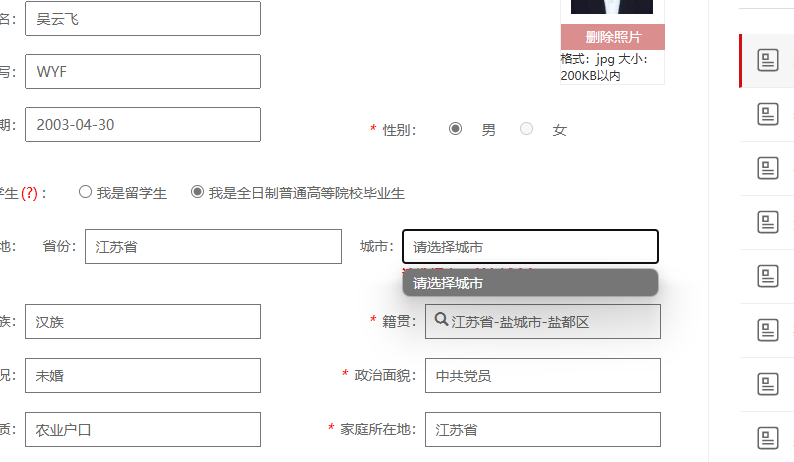 名： 吴云飞
删除照片
格式：jpg 大小：
200KB以内
写： WYF
期： 2003-04-30
* 性别： 男 女
学生(?) ： 我是留学生 我是全日制普通高等院校毕业生
地： 省份： 江苏省 城市： 请选择城市
请选择城市
族： 汉族 * 籍贯： 江苏省-盐城市-盐都区
况： 未婚 * 政治面貌： 中共党员
质： 农业户口 * 家庭所在地： 江苏省